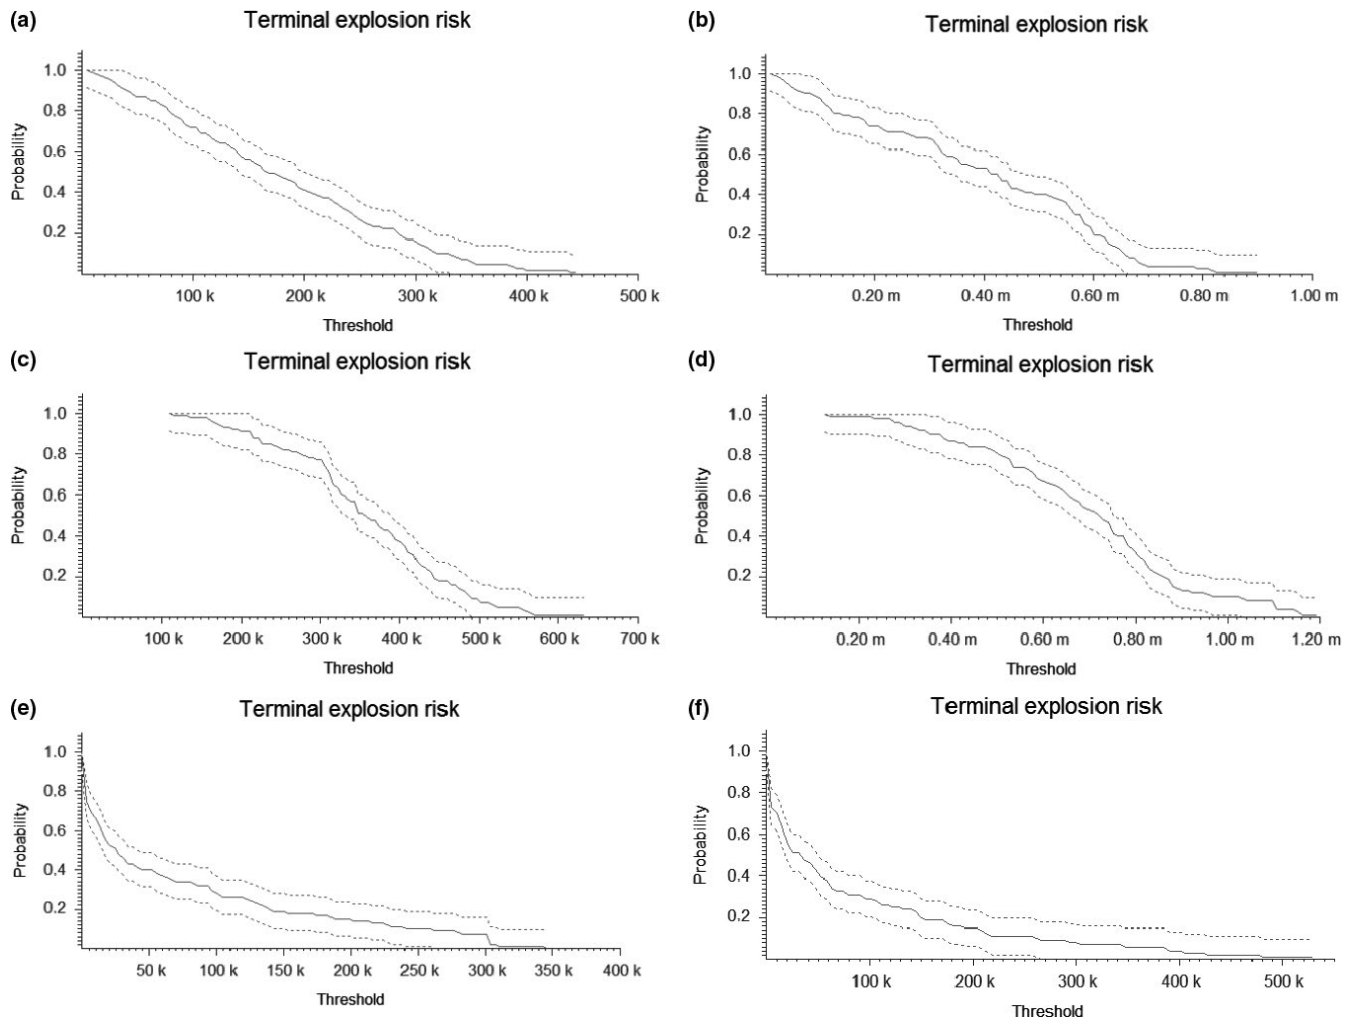 (a)
Terminal explosion risk
Probability
1.0
0.8
0.6
0.4
0.2
100 k 200 k 300 k 400 k 500 k
Threshold
(b)
Terminal explosion risk
Probability
1.0
0.8
0.6
0.4
0.2
0.20 m 0.40 m 0.60 m 0.80 m 1.00 m
Threshold
(c)
Terminal explosion risk
Probability
1.0
0.8
0.6
0.4
0.2
100 k 200 k 300 k 400 k 500 k 600 k 700 k
Threshold
(d)
Terminal explosion risk
Probability
1.0
0.8
0.6
0.4
0.2
0.20 m 0.40 m 0.60 m 0.80 m 1.00 m 1.20 m
Threshold
(e)
Terminal explosion risk
Probability
1.0
0.8
0.6
0.4
0.2
50 k 100 k 150 k 200 k 250 k 300 k 350 k 400 k
Threshold
(f)
Terminal explosion risk
Probability
1.0
0.8
0.6
0.4
0.2
100 k 200 k 300 k 400 k 500 k
Threshold